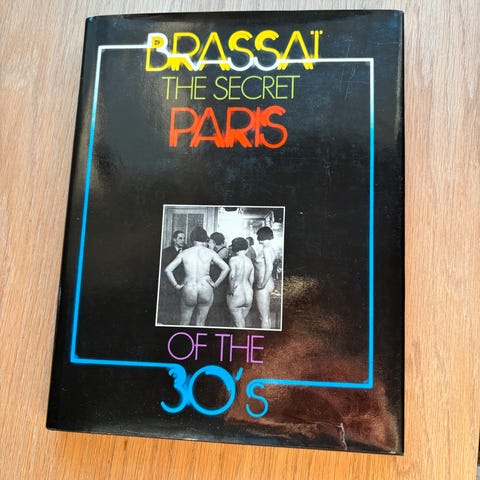 BRASSAÏ
THE SECRET
PARIS
OF THE
30's